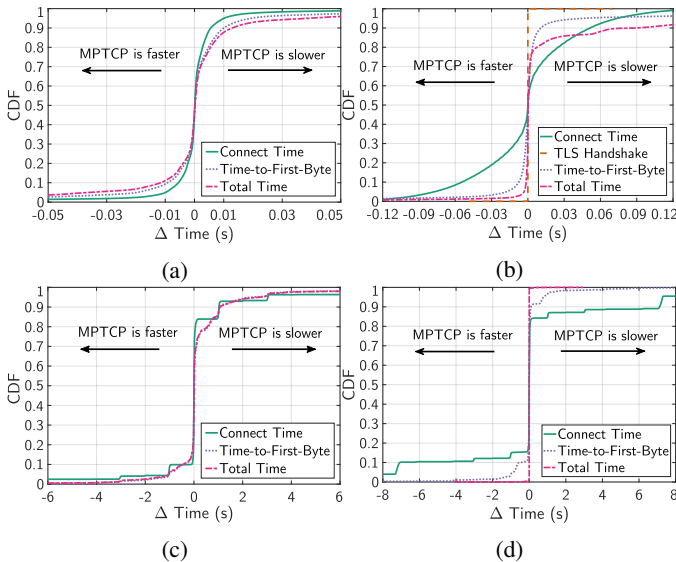 1
0.9
0.8
0.7
0.6
0.5
0.4
0.3
0.2
0.1
0
CDF
MPTCP is faster
MPTCP is slower
Connect Time
Time-to-First-Byte
Total Time
-0.05 -0.03 -0.01 0 0.01 0.03 0.05
Δ Time (s)
(a)
1
0.9
0.8
0.7
0.6
0.5
0.4
0.3
0.2
0.1
0
CDF
MPTCP is faster
MPTCP is slower
Connect Time
TLS Handshake
Time-to-First-Byte
Total Time
-0.12 -0.09 -0.06 -0.03 0 0.03 0.06 0.09 0.12
Δ Time (s)
(b)
1
0.9
0.8
0.7
0.6
0.5
0.4
0.3
0.2
0.1
0
CDF
MPTCP is faster
MPTCP is slower
Connect Time
Time-to-First-Byte
Total Time
-6 -4 -2 0 2 4 6
Δ Time (s)
(c)
1
0.9
0.8
0.7
0.6
0.5
0.4
0.3
0.2
0.1
0
CDF
MPTCP is faster
MPTCP is slower
Connect Time
Time-to-First-Byte
Total Time
-8 -6 -4 -2 0 2 4 6 8
Δ Time (s)
(d)